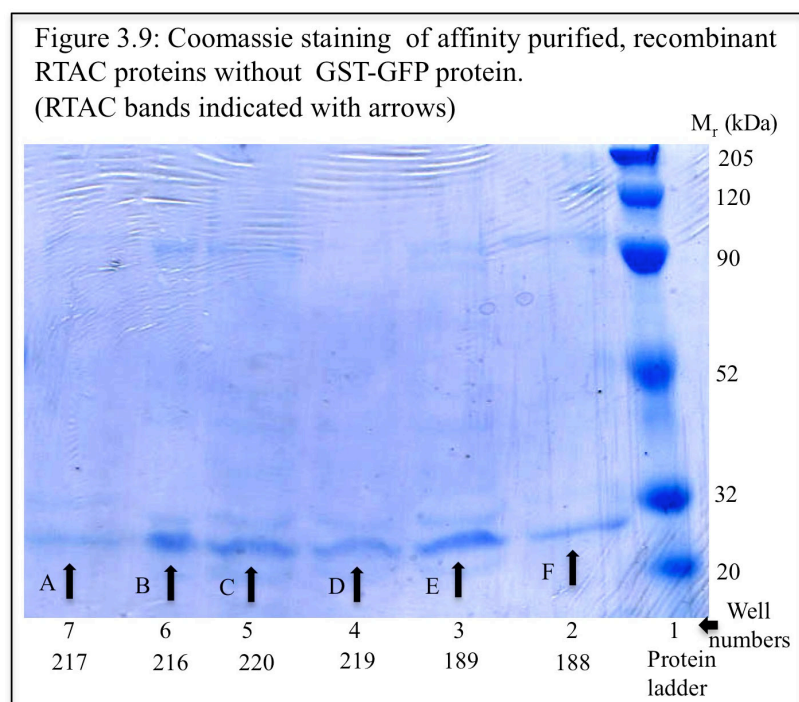 Figure 3.9: Coomassie staining of affinity purified, recombinant
RTAC proteins without GST-GFP protein.
(RTAC bands indicated with arrows)
Mr (kDa)
205
120
90
52
32
20
A B C D E F
7 6 5 4 3 2 1 Well
numbers
217 216 220 219 189 188 Protein
ladder